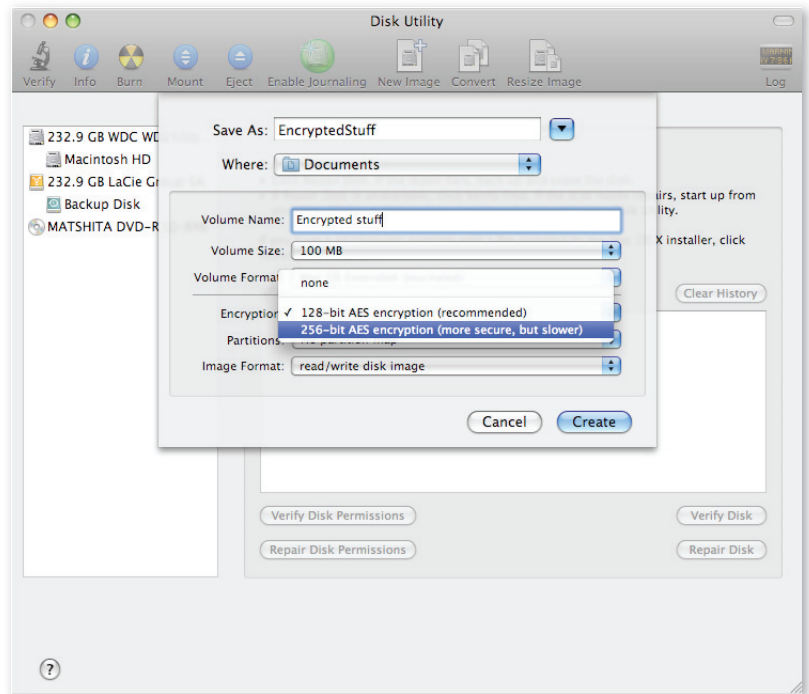 Disk Utility
Verify Info Burn Mount Eject Enable Journaling New Image Convert Resize Image Log
Save As: EncryptedStuff
Where: Documents
Volume Name: Encrypted stuff
Volume Size: 100 MB
Volume Forma
none
Encryption
✓ 128-bit AES encryption (recommended)
256-bit AES encryption (more secure, but slower)
Partitions:
Image Format: read/write disk image
Cancel Create
232.9 GB WDC WD
Macintosh HD
232.9 GB LaCie Gr
Backup Disk
MATSHITA DVD-R
airs, start up from
lity.
X installer, click
Clear History
Verify Disk Permissions Verify Disk
Repair Disk Permissions Repair Disk
?